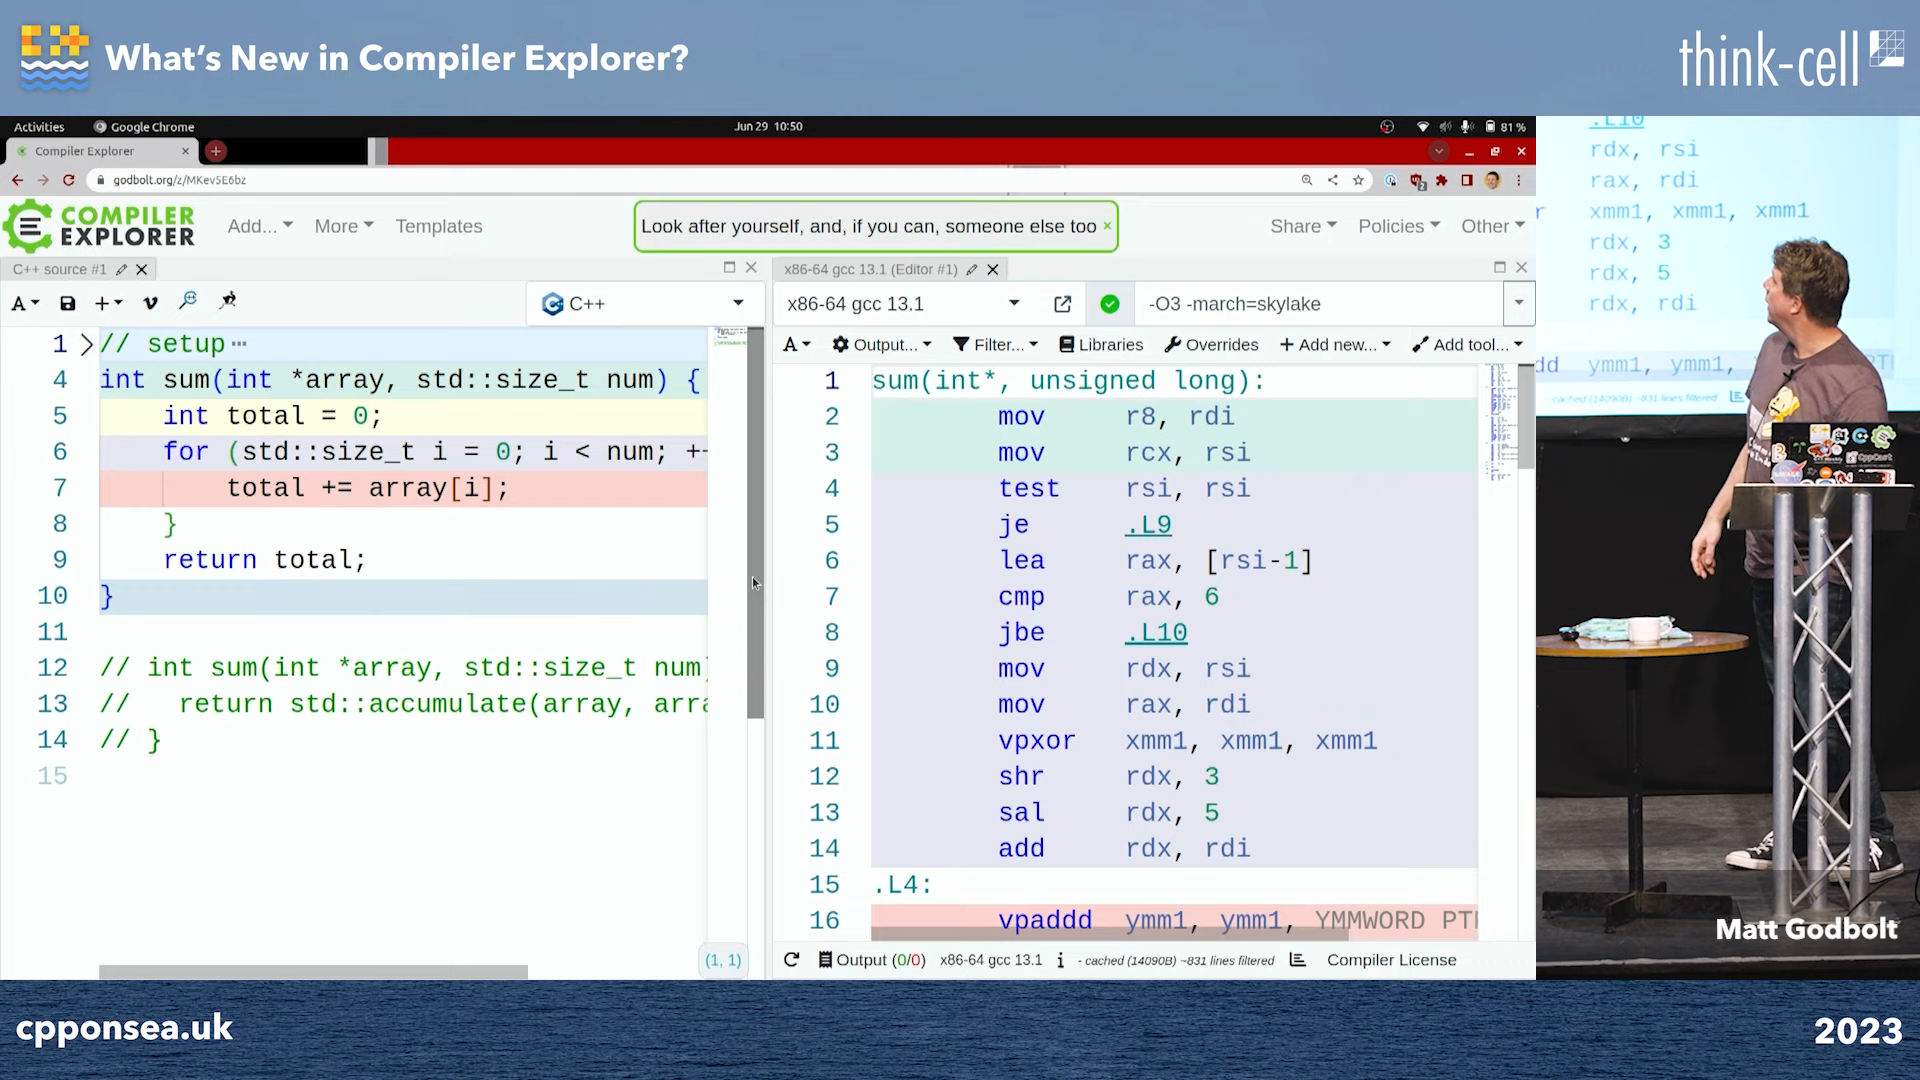 What's New in Compiler Explorer?
think-cell
Activities
Google Chrome
Jun 29 10:50
81 %
Compiler Explorer
godbolt.org/z/MKev5E6bz
2
COMPILER
EXPLORER
Add...
More
Templates
Look after yourself, and, if you can, someone else too
Share
Policies
Other
C++ source #1
A
C++
1 // setup
4 int sum(int *array, std::size_t num) {
5 int total = 0;
6 for (std::size_t i = 0; i < num; +
7 total += array[i];
8 }
9 return total;
10 }
11
12 // int sum(int *array, std::size_t num)
13 // return std::accumulate(array, arra
14 // }
15
(1, 1)
x86-64 gcc 13.1 (Editor #1)
x86-64 gcc 13.1
-O3 -march=skylake
A
Output...
Filter...
Libraries
Overrides
Add new...
Add tool...
1 sum(int*, unsigned long):
2 mov r8, rdi
3 mov rcx, rsi
4 test rsi, rsi
5 je .L9
6 lea rax, [rsi-1]
7 cmp rax, 6
8 jbe .L10
9 mov rdx, rsi
10 mov rax, rdi
11 vpxor xmm1, xmm1, xmm1
12 shr rdx, 3
13 sal rdx, 5
14 add rdx, rdi
15 .L4:
16 vpaddd ymm1, ymm1, YMMWORD PT
Output (0/0)
x86-64 gcc 13.1
- cached (14090B) ~831 lines filtered
Compiler License
.L10
rdx, rsi
rax, rdi
xmm1, xmm1, xmm1
rdx, 3
rdx, 5
rdx, rdi
dd ymm1, ymm1,
cached (14090B) ~831 lines filtered
CppCast
Matt Godbolt
cpponsea.uk
2023